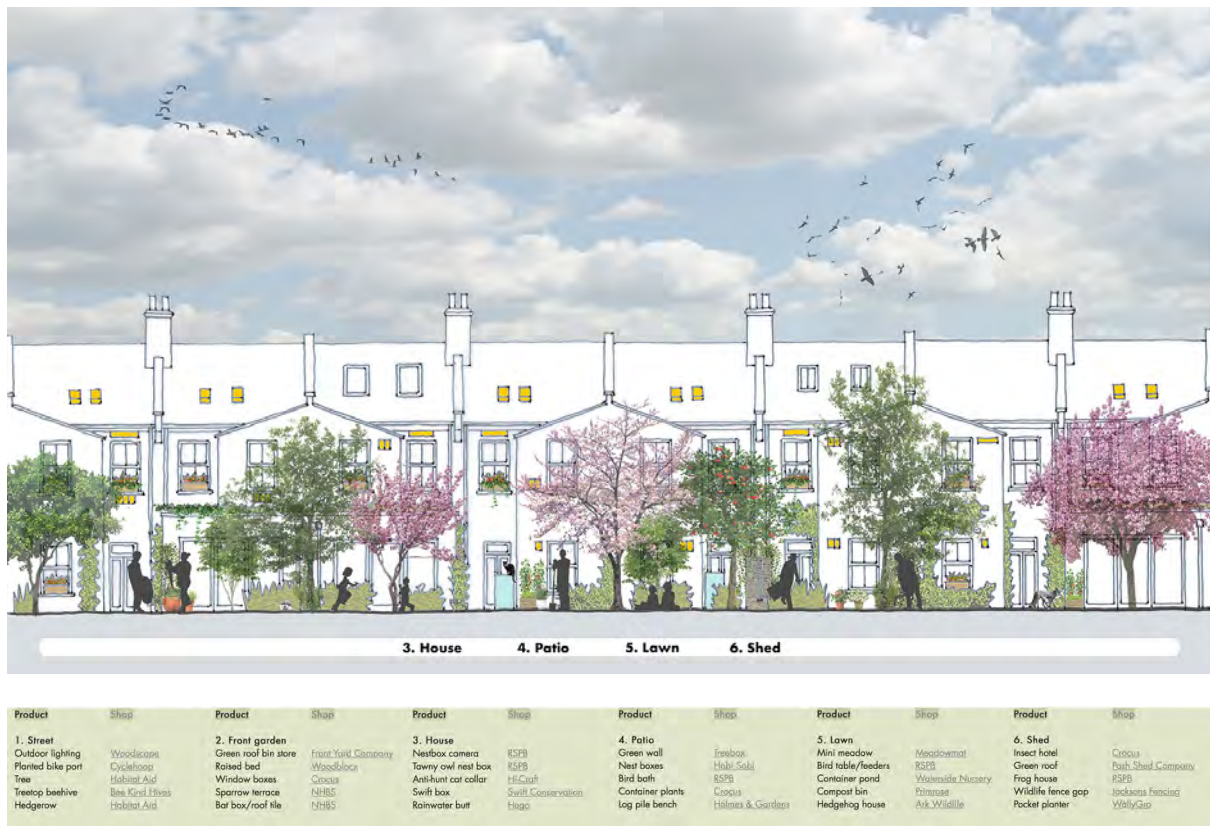 3. House 4. Patio 5. Lawn 6. Shed
Product Shop
1. Street
Outdoor lighting Woodscape
Planted bike port Cyclehoop
Tree Habitat Aid
Treetop beehive Bee Kind Hives
Hedgerow Habitat Aid
Product Shop
2. Front garden
Green roof bin store Front Yard Company
Raised bed Woodblocx
Window boxes Crocus
Sparrow terrace NHBS
Bat box/roof tile NHBS
Product Shop
3. House
Nestbox camera RSPB
Tawny owl nest box RSPB
Anti-hunt cat collar Hi-Craft
Swift box Swift Conservation
Rainwater butt Hugo
Product Shop
4. Patio
Green wall Treebox
Nest boxes Habi Sabi
Bird bath RSPB
Container plants Crocus
Log pile bench Holmes & Gardens
Product Shop
5. Lawn
Mini meadow Meadowmat
Bird table/feeders RSPB
Container pond Waterside Nursery
Compost bin Primrose
Hedgehog house Ark Wildlife
Product Shop
6. Shed
Insect hotel Crocus
Green roof Posh Shed Company
Frog house RSPB
Wildlife fence gap Jacksons Fencing
Pocket planter WallyGro